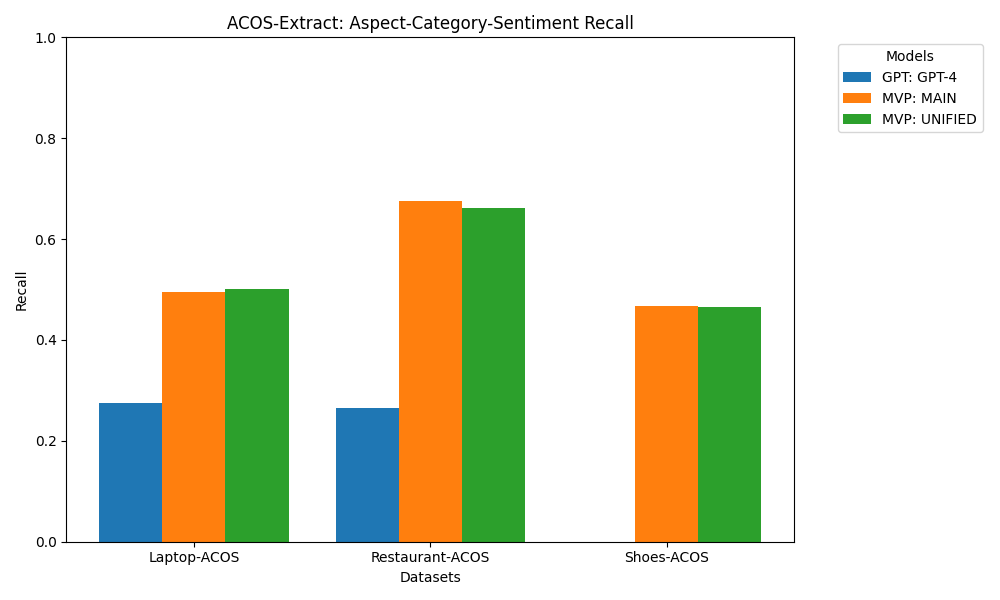 ACOS-Extract: Aspect-Category-Sentiment Recall
Models
GPT: GPT-4
MVP: MAIN
MVP: UNIFIED
1.0
0.8
0.6
0.4
0.2
0.0
Recall
Laptop-ACOS
Restaurant-ACOS
Shoes-ACOS
Datasets